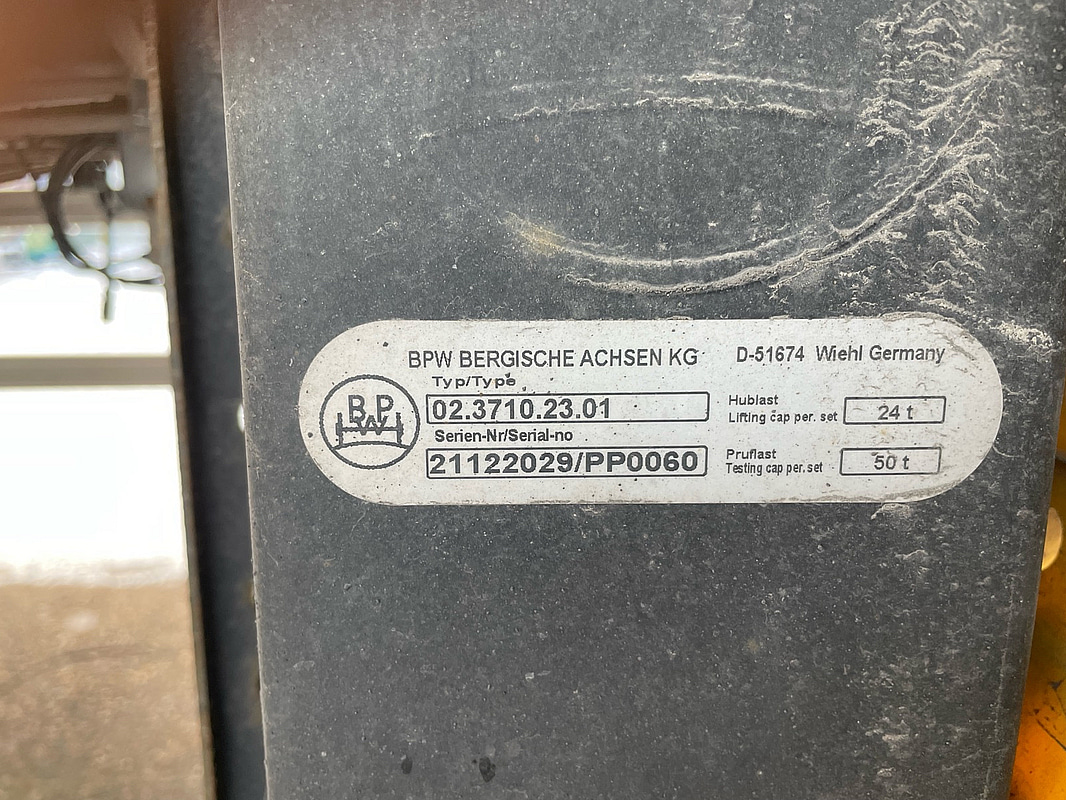 BPW BERGISCHE ACHSEN KG
D-51674 Wiehl Germany
BPW
Typ/Type
02.3710.23.01
Serien-Nr/Serial-no
21122029/PP0060
Hublast
Lifting cap per. set
24 t
Pruflast
Testing cap per. set
50 t